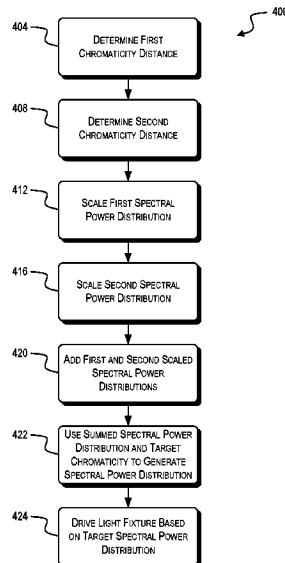 400
404
DETERMINE FIRST
CHROMATICITY DISTANCE
408
DETERMINE SECOND
CHROMATICITY DISTANCE
412
SCALE FIRST SPECTRAL
POWER DISTRIBUTION
416
SCALE SECOND SPECTRAL
POWER DISTRIBUTION
420
ADD FIRST AND SECOND SCALED
SPECTRAL POWER
DISTRIBUTIONS
422
USE SUMMED SPECTRAL POWER
DISTRIBUTION AND TARGET
CHROMATICITY TO GENERATE
SPECTRAL POWER DISTRIBUTION
424
DRIVE LIGHT FIXTURE BASED
ON TARGET SPECTRAL POWER
DISTRIBUTION